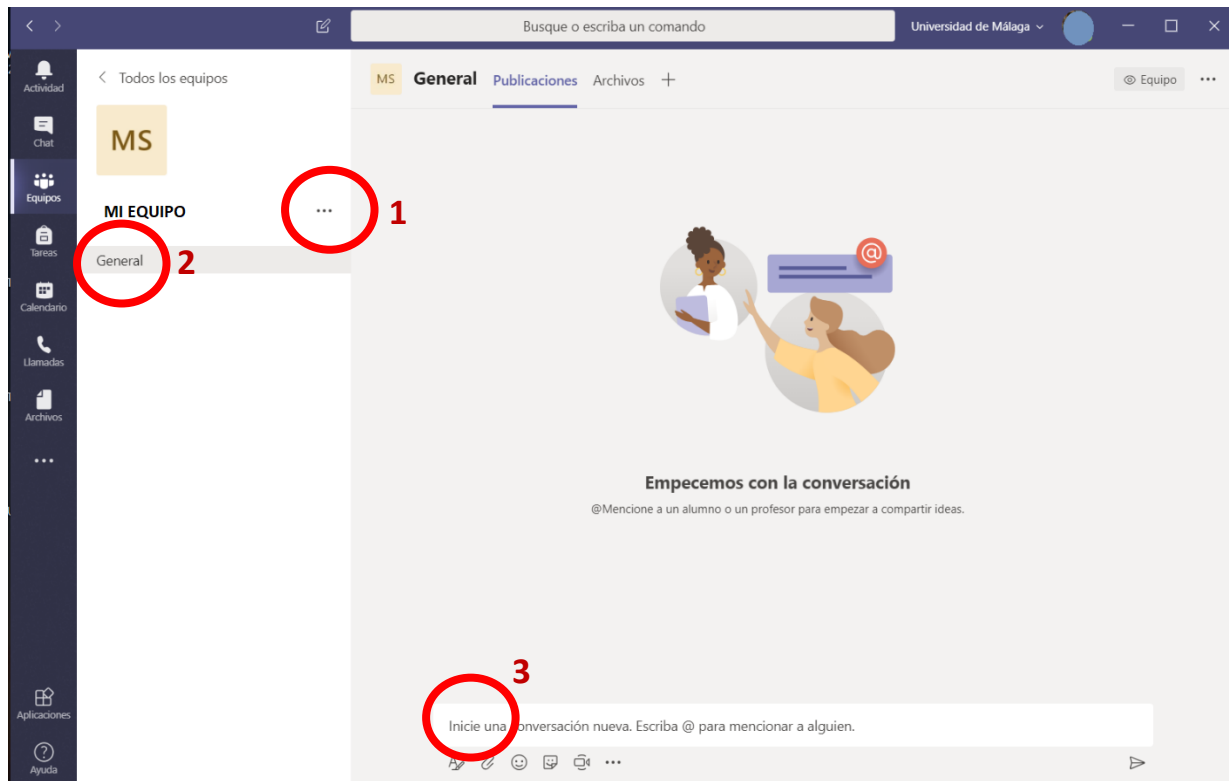 Busque o escriba un comando
Universidad de Málaga
Actividad
Chat
Equipos
Tareas
Calendario
Llamadas
Archivos
Aplicaciones
Ayuda
Todos los equipos
MS
MI EQUIPO
1
General
2
MS General Publicaciones Archivos
Equipo
@
Empecemos con la conversación
@Mencione a un alumno o un profesor para empezar a compartir ideas.
3
Inicie una conversación nueva. Escriba @ para mencionar a alguien.